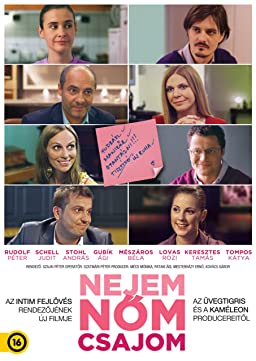 RUDOLF PÉTER
SCHELL JUDIT
STOHL ANDRÁS
GUBÍK ÁGI
MÉSZÁROS BÉLA
LOVAS ROZI
KERESZTES TAMÁS
TOMPOS KÁTYA
AZ INTIM FEJLÖVÉS
RENDEZŐJÉNEK
ÚJ FILMJE
NEJEM
NŐM
CSAJOM
AZ ÜVEGTIGRIS
ÉS A KAMÉLEON
PRODUCEREITŐL
16